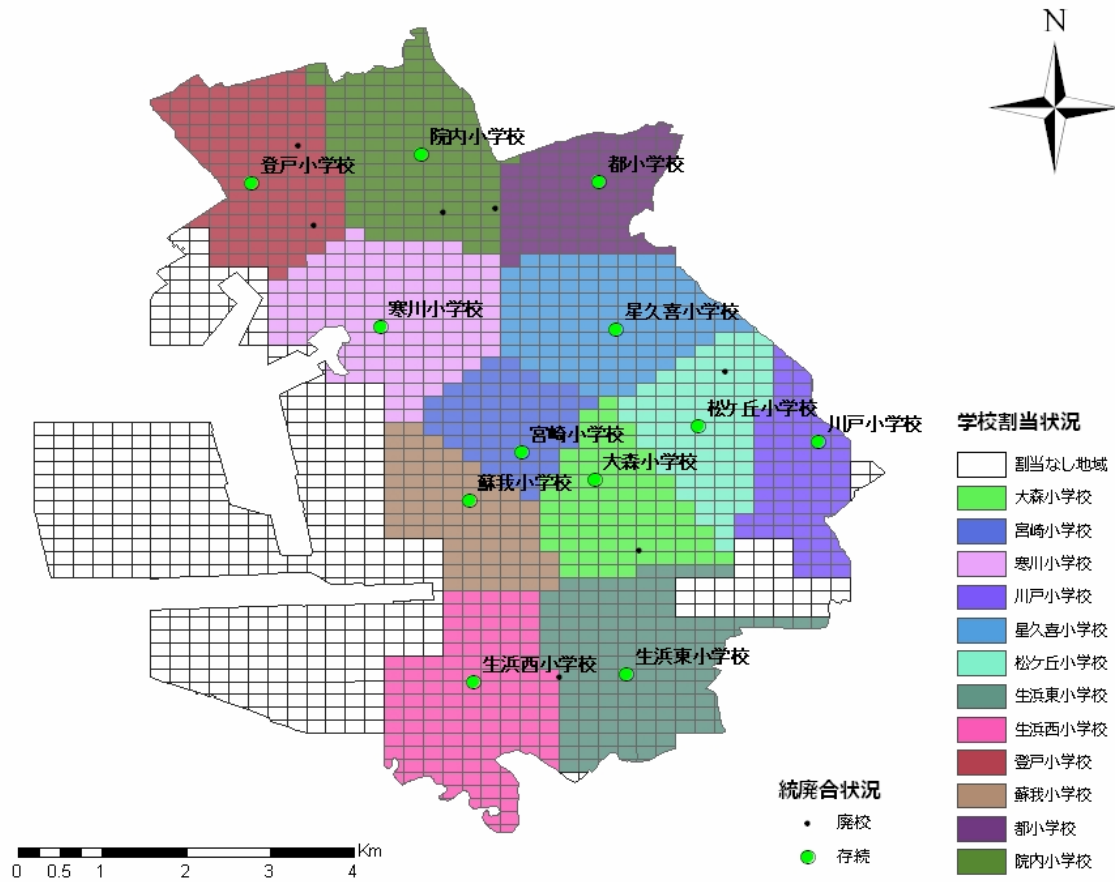 N
院内小学校
登戸小学校
都小学校
寒川小学校
星久喜小学校
松ケ丘小学校
川戸小学校
宮崎小学校
大森小学校
蘇我小学校
生浜西小学校
生浜東小学校
学校割当状況
割当なし地域
大森小学校
宮崎小学校
寒川小学校
川戸小学校
星久喜小学校
松ケ丘小学校
生浜東小学校
生浜西小学校
登戸小学校
蘇我小学校
都小学校
院内小学校
統廃合状況
廃校
存続
Km
0 0.5 1 2 3 4